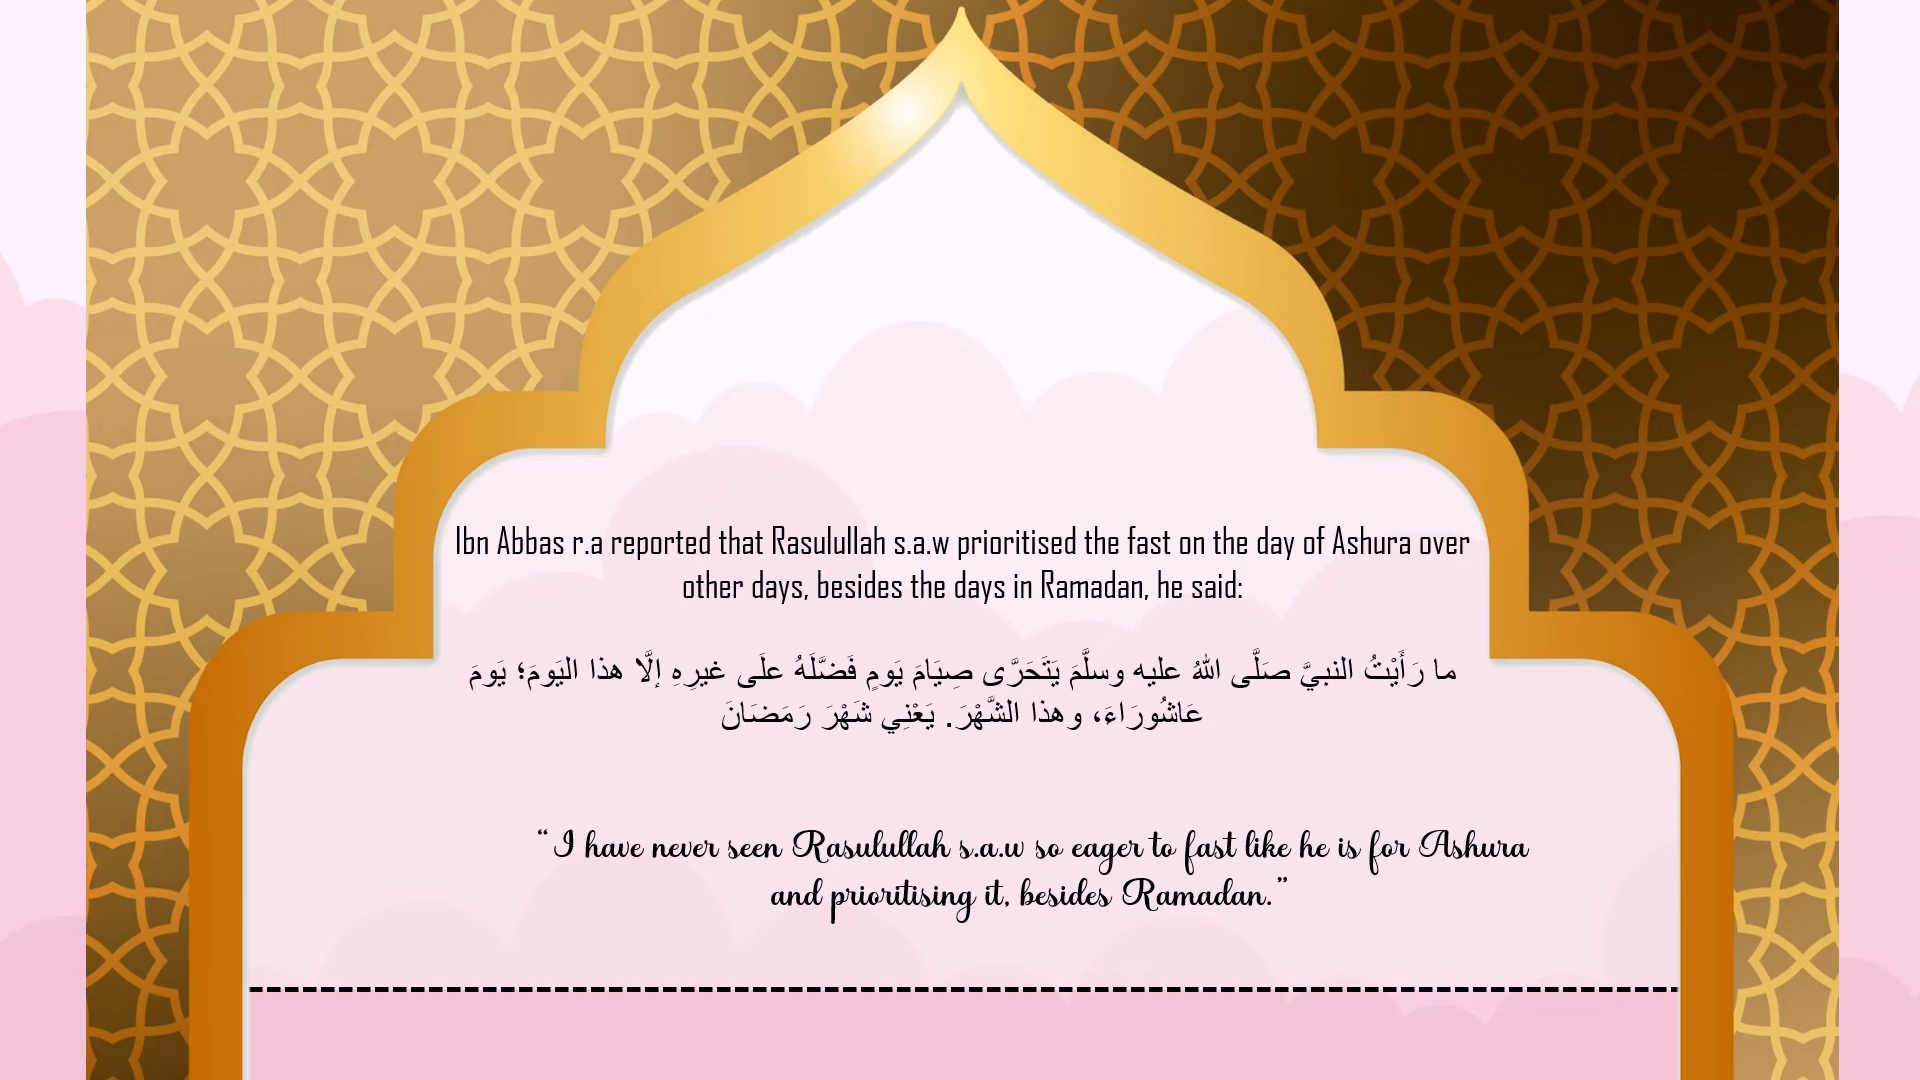 Ibn Abbas r.a reported that Rasulullah s.a.w prioritised the fast on the day of Ashura over
other days, besides the days in Ramadan, he said:
ما رَأَيْتُ النبيَّ صَلَّى اللهُ عليه وسلَّمَ يَتَحَرَّى صِيَامَ يَومٍ فَضَّلَهُ علَى غيرِهِ إلَّا هذا اليَومَ؛ يَومَ
عَاشُورَاءَ، وهذا الشَّهْرَ. يَعْنِي شَهْرَ رَمَضَانَ
“ I have never seen Rasulullah s.a.w so eager to fast like he is for Ashura
and prioritising it, besides Ramadan.”